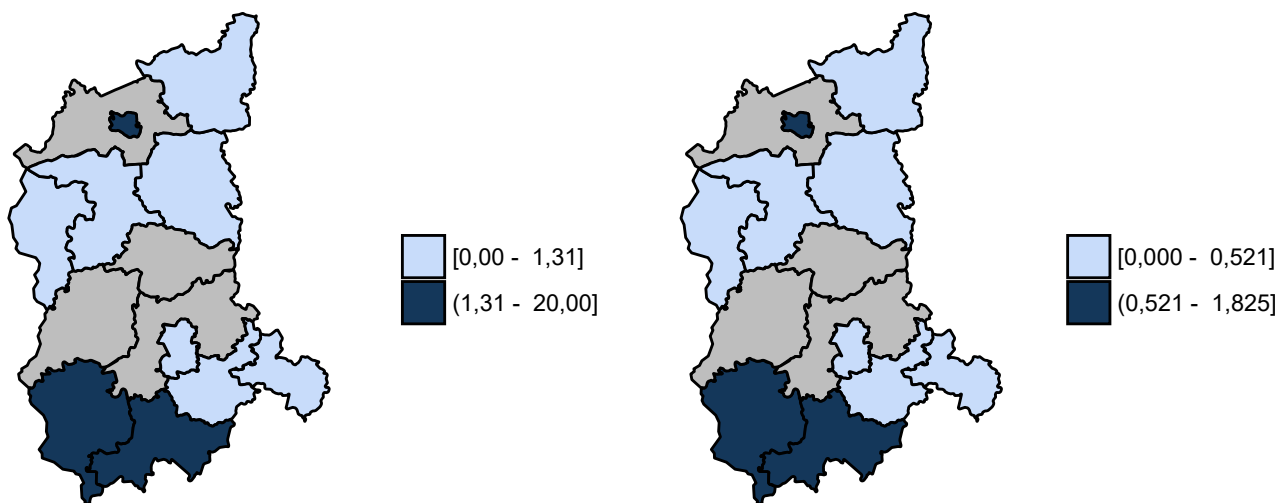 [0,00 -  1,31]
(1,31 -  20,00]
[0,000 -  0,521]
(0,521 -  1,825]